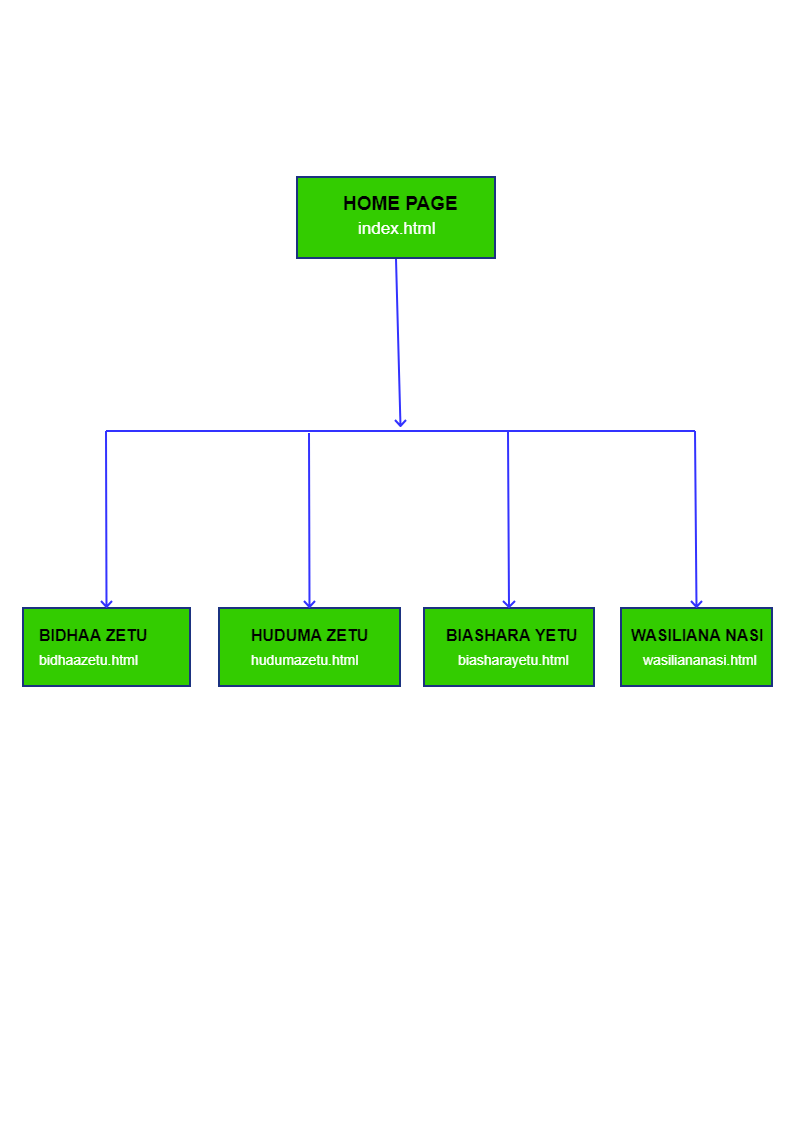 HOME PAGE
index.html
BIDHAA ZETU
bidhaazetu.html
HUDUMA ZETU
hudumazetu.html
BIASHARA YETU
biasharayetu.html
WASILIANA NASI
wasiliananasi.html